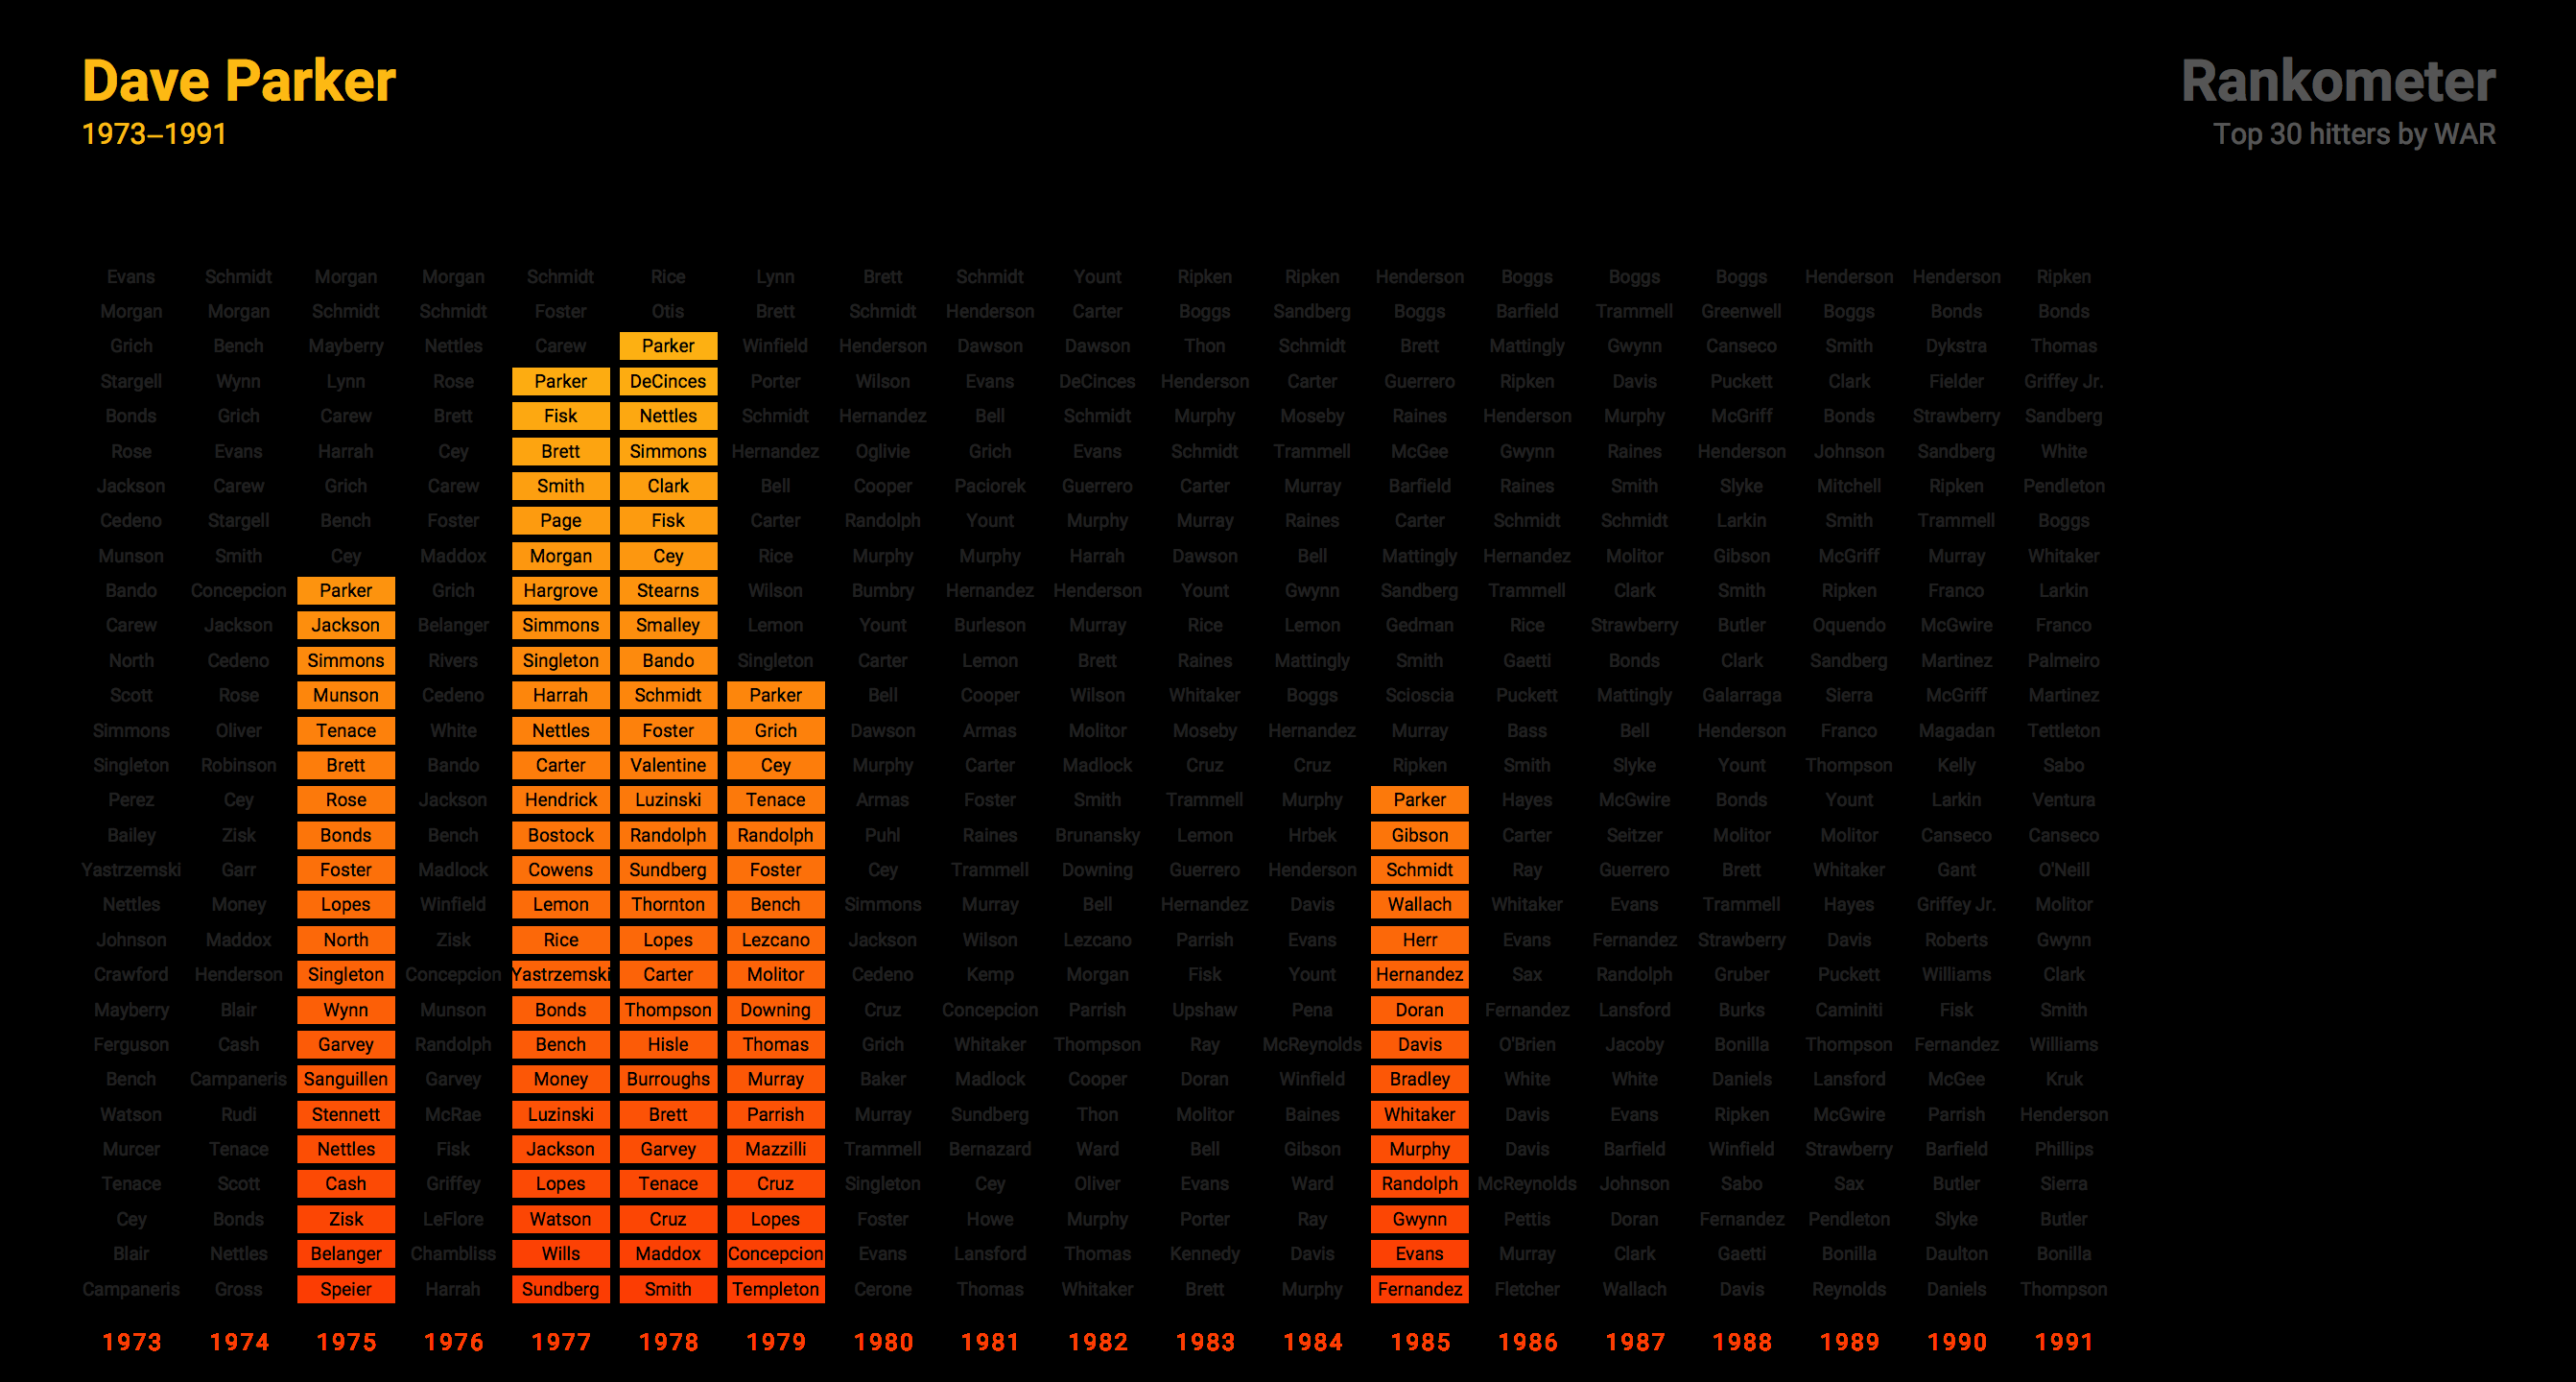 Dave Parker
Rankometer
1973–1991
Top 30 hitters by WAR
Evans Schmidt Morgan Morgan Schmidt Rice Lynn Brett Schmidt Yount Ripken Ripken Henderson Boggs Boggs Boggs Henderson Henderson Ripken
Morgan Morgan Schmidt Schmidt Foster Otis Brett Schmidt Henderson Carter Boggs Sandberg Boggs Barfield Trammell Greenwell Boggs Bonds Bonds
Grich Bench Mayberry Nettles Carew Parker Winfield Henderson Dawson Dawson Thon Schmidt Brett Mattingly Gwynn Canseco Smith Dykstra Thomas
Stargell Wynn Lynn Rose Parker DeCinces Porter Wilson Evans DeCinces Henderson Carter Guerrero Ripken Davis Puckett Clark Fielder Griffey Jr.
Bonds Grich Carew Brett Fisk Nettles Schmidt Hernandez Bell Schmidt Murphy Moseby Raines Henderson Murphy McGriff Bonds Strawberry Sandberg
Rose Evans Harrah Cey Brett Simmons Hernandez Oglivie Grich Evans Schmidt Trammell McGee Gwynn Raines Henderson Johnson Sandberg White
Jackson Carew Grich Carew Smith Clark Bell Cooper Paciorek Guerrero Carter Murray Barfield Raines Smith Slyke Mitchell Ripken Pendleton
Cedeno Stargell Bench Foster Page Fisk Carter Randolph Yount Murphy Murray Raines Carter Schmidt Schmidt Larkin Smith Trammell Boggs
Munson Smith Cey Maddox Morgan Cey Rice Murphy Murphy Harrah Dawson Bell Mattingly Hernandez Molitor Gibson McGriff Murray Whitaker
Bando Concepcion Parker Grich Hargrove Stearns Wilson Bumbry Hernandez Henderson Yount Gwynn Sandberg Trammell Clark Smith Ripken Franco Larkin
Carew Jackson Jackson Belanger Simmons Smalley Lemon Yount Burleson Murray Rice Lemon Gedman Rice Strawberry Butler Oquendo McGwire Franco
North Cedeno Simmons Rivers Singleton Bando Singleton Carter Lemon Brett Raines Mattingly Smith Gaetti Bonds Clark Sandberg Martinez Palmeiro
Scott Rose Munson Cedeno Harrah Schmidt Parker Bell Cooper Wilson Whitaker Boggs Scioscia Puckett Mattingly Galarraga Sierra McGriff Martinez
Simmons Oliver Tenace White Nettles Foster Grich Dawson Armas Molitor Moseby Hernandez Murray Bass Bell Henderson Franco Magadan Tettleton
Singleton Robinson Brett Bando Carter Valentine Cey Murphy Carter Madlock Cruz Cruz Ripken Smith Slyke Yount Thompson Kelly Sabo
Perez Cey Rose Jackson Hendrick Luzinski Tenace Armas Foster Smith Trammell Murphy Parker Hayes McGwire Bonds Yount Larkin Ventura
Bailey Zisk Bonds Bench Bostock Randolph Randolph Puhl Raines Brunansky Lemon Hrbek Gibson Carter Seitzer Molitor Molitor Canseco Canseco
Yastrzemski Garr Foster Madlock Cowens Sundberg Foster Cey Trammell Downing Guerrero Henderson Schmidt Ray Guerrero Brett Whitaker Gant O'Neill
Nettles Money Lopes Winfield Lemon Thornton Bench Simmons Murray Bell Hernandez Davis Wallach Whitaker Evans Trammell Hayes Griffey Jr. Molitor
Johnson Maddox North Zisk Rice Lopes Lezcano Jackson Wilson Lezcano Parrish Evans Herr Evans Fernandez Strawberry Davis Roberts Gwynn
Crawford Henderson Singleton Concepcion Yastrzemski Carter Molitor Cedeno Kemp Morgan Fisk Yount Hernandez Sax Randolph Gruber Puckett Williams Clark
Mayberry Blair Wynn Munson Bonds Thompson Downing Cruz Concepcion Parrish Upshaw Pena Doran Fernandez Lansford Burks Caminiti Fisk Smith
Ferguson Cash Garvey Randolph Bench Hisle Thomas Grich Whitaker Thompson Ray McReynolds Davis O'Brien Jacoby Bonilla Thompson Fernandez Williams
Bench Campaneris Sanguillen Garvey Money Burroughs Murray Baker Madlock Cooper Doran Winfield Bradley White White Daniels Lansford McGee Kruk
Watson Rudi Stennett McRae Luzinski Brett Parrish Murray Sundberg Thon Molitor Baines Whitaker Davis Evans Ripken McGwire Parrish Henderson
Murcer Tenace Nettles Fisk Jackson Garvey Mazzilli Trammell Bernazard Ward Bell Gibson Murphy Davis Barfield Winfield Strawberry Barfield Phillips
Tenace Scott Cash Griffey Lopes Tenace Cruz Singleton Cey Oliver Evans Ward Randolph McReynolds Johnson Sabo Sax Butler Sierra
Cey Bonds Zisk LeFlore Watson Cruz Lopes Foster Howe Murphy Porter Ray Gwynn Pettis Doran Fernandez Pendleton Slyke Butler
Blair Nettles Belanger Chambliss Wills Maddox Concepcion Evans Lansford Thomas Kennedy Davis Evans Murray Clark Gaetti Bonilla Daulton Bonilla
Campaneris Gross Speier Harrah Sundberg Smith Templeton Cerone Thomas Whitaker Brett Murphy Fernandez Fletcher Wallach Davis Reynolds Daniels Thompson
1973 1974 1975 1976 1977 1978 1979 1980 1981 1982 1983 1984 1985 1986 1987 1988 1989 1990 1991